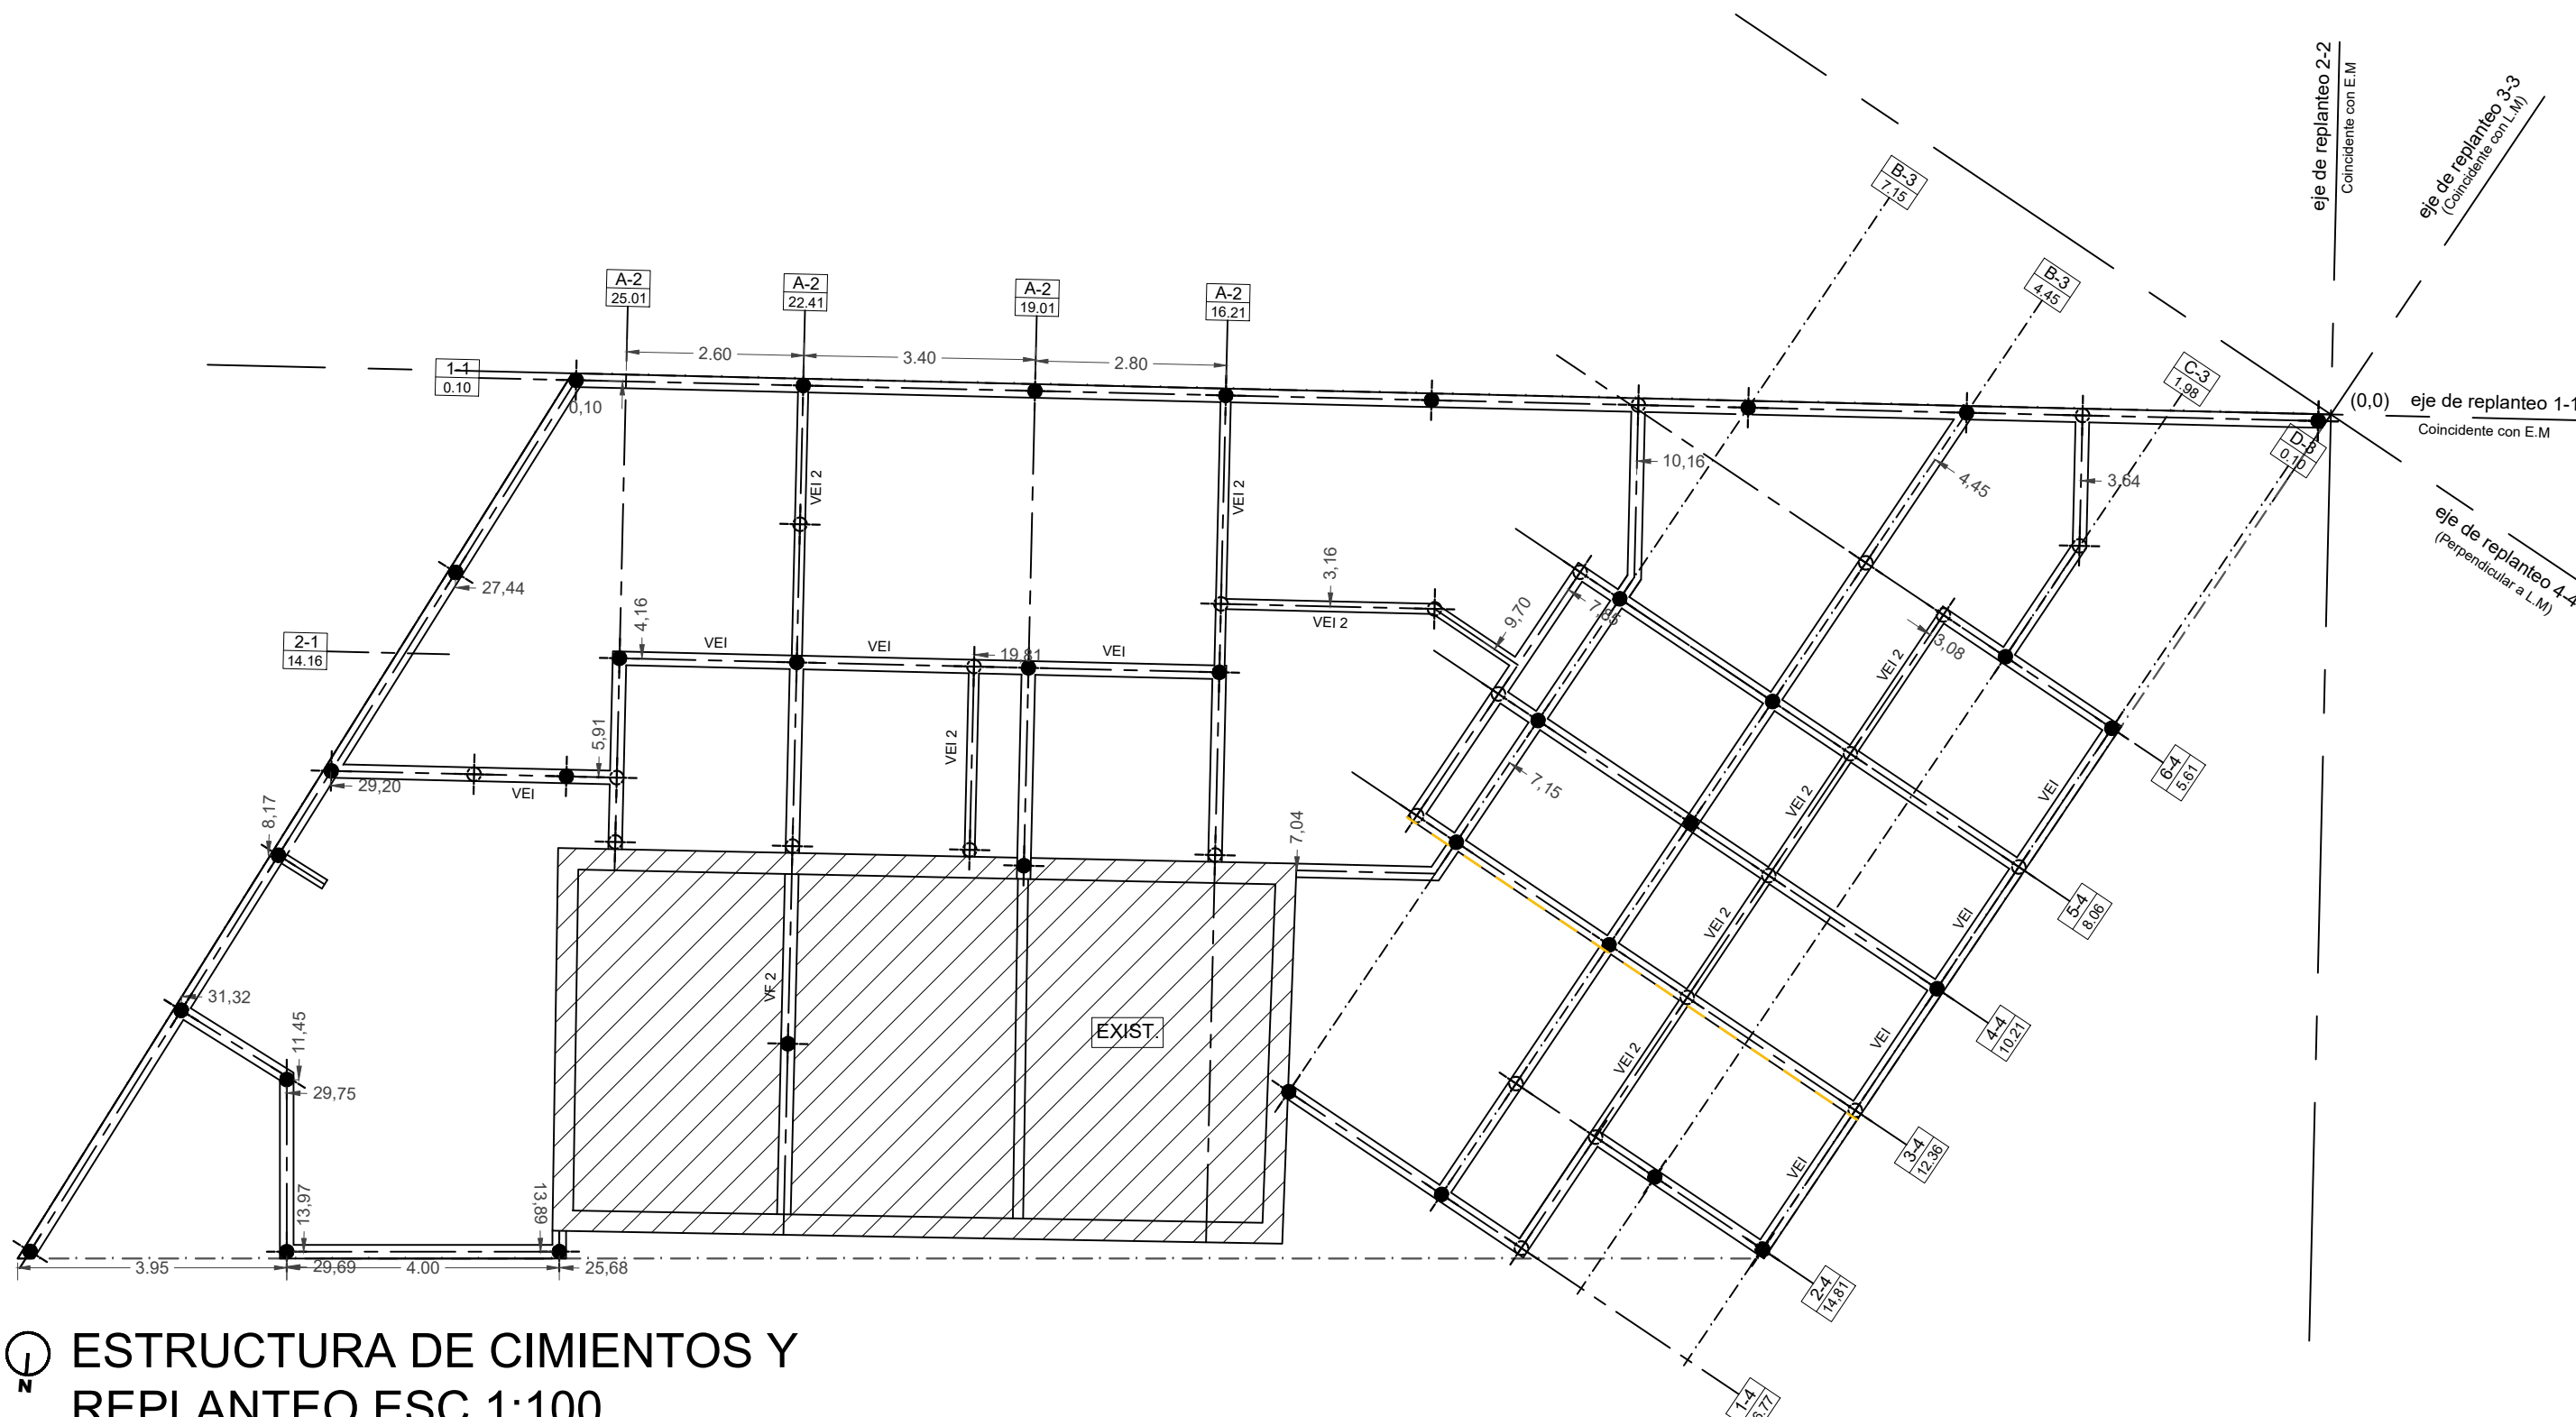 eje de replanteo 2-2
Coincidente con E.M
eje de replanteo 3-3
(Coincidente con L.M)
B-3
7.15
B-3
4.45
A-2
25.01
A-2
22.41
A-2
19.01
A-2
16.21
C-3
1.98
2.60
3.40
2.80
1-1
0.10
0,10
(0,0)
eje de replanteo 1-1
Coincidente con E.M
D-3
0.10
10,16
4,45
3,64
VEI 2
VEI 2
eje de replanteo 4-4
(Perpendicular a L.M)
27,44
3,16
4,16
9,70
7,85
VEI 2
2-1
14.16
VEI
VEI
19,81
VEI
3,08
VEI 2
5,91
VEI 2
29,20
VEI
7,15
VEI 2
VEI
6-4
5.61
8,17
7,04
VEI 2
VEI
5-4
8.06
VF 2
31,32
11,45
EXIST.
VEI 2
VEI
4-4
10.21
29,75
3-4
12.36
13,97
13,89
VEI
3.95
29,69
4.00
25,68
2-4
14,81
1-4
6.77
N
ESTRUCTURA DE CIMIENTOS Y
REPLANTEO ESC 1:100